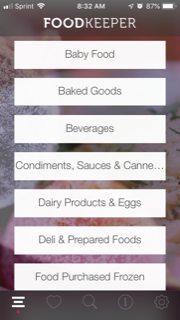 Sprint 8:32 AM 87%
FOODKEEPER
Baby Food
Baked Goods
Beverages
Condiments, Sauces & Canne...
Dairy Products & Eggs
Deli & Prepared Foods
Food Purchased Frozen